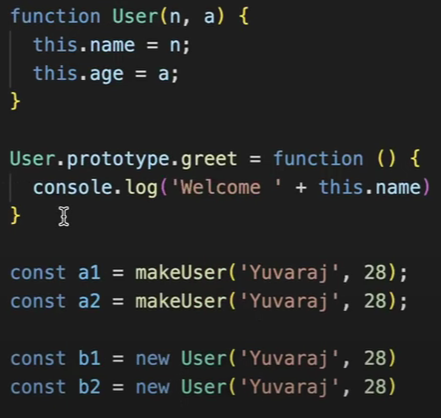 function User(n, a) {
  this.name = n;
  this.age = a;
}
User.prototype.greet = function () {
  console.log('Welcome ' + this.name)
}
const a1 = makeUser('Yuvaraj', 28);
const a2 = makeUser('Yuvaraj', 28);
const b1 = new User('Yuvaraj', 28)
const b2 = new User('Yuvaraj', 28)